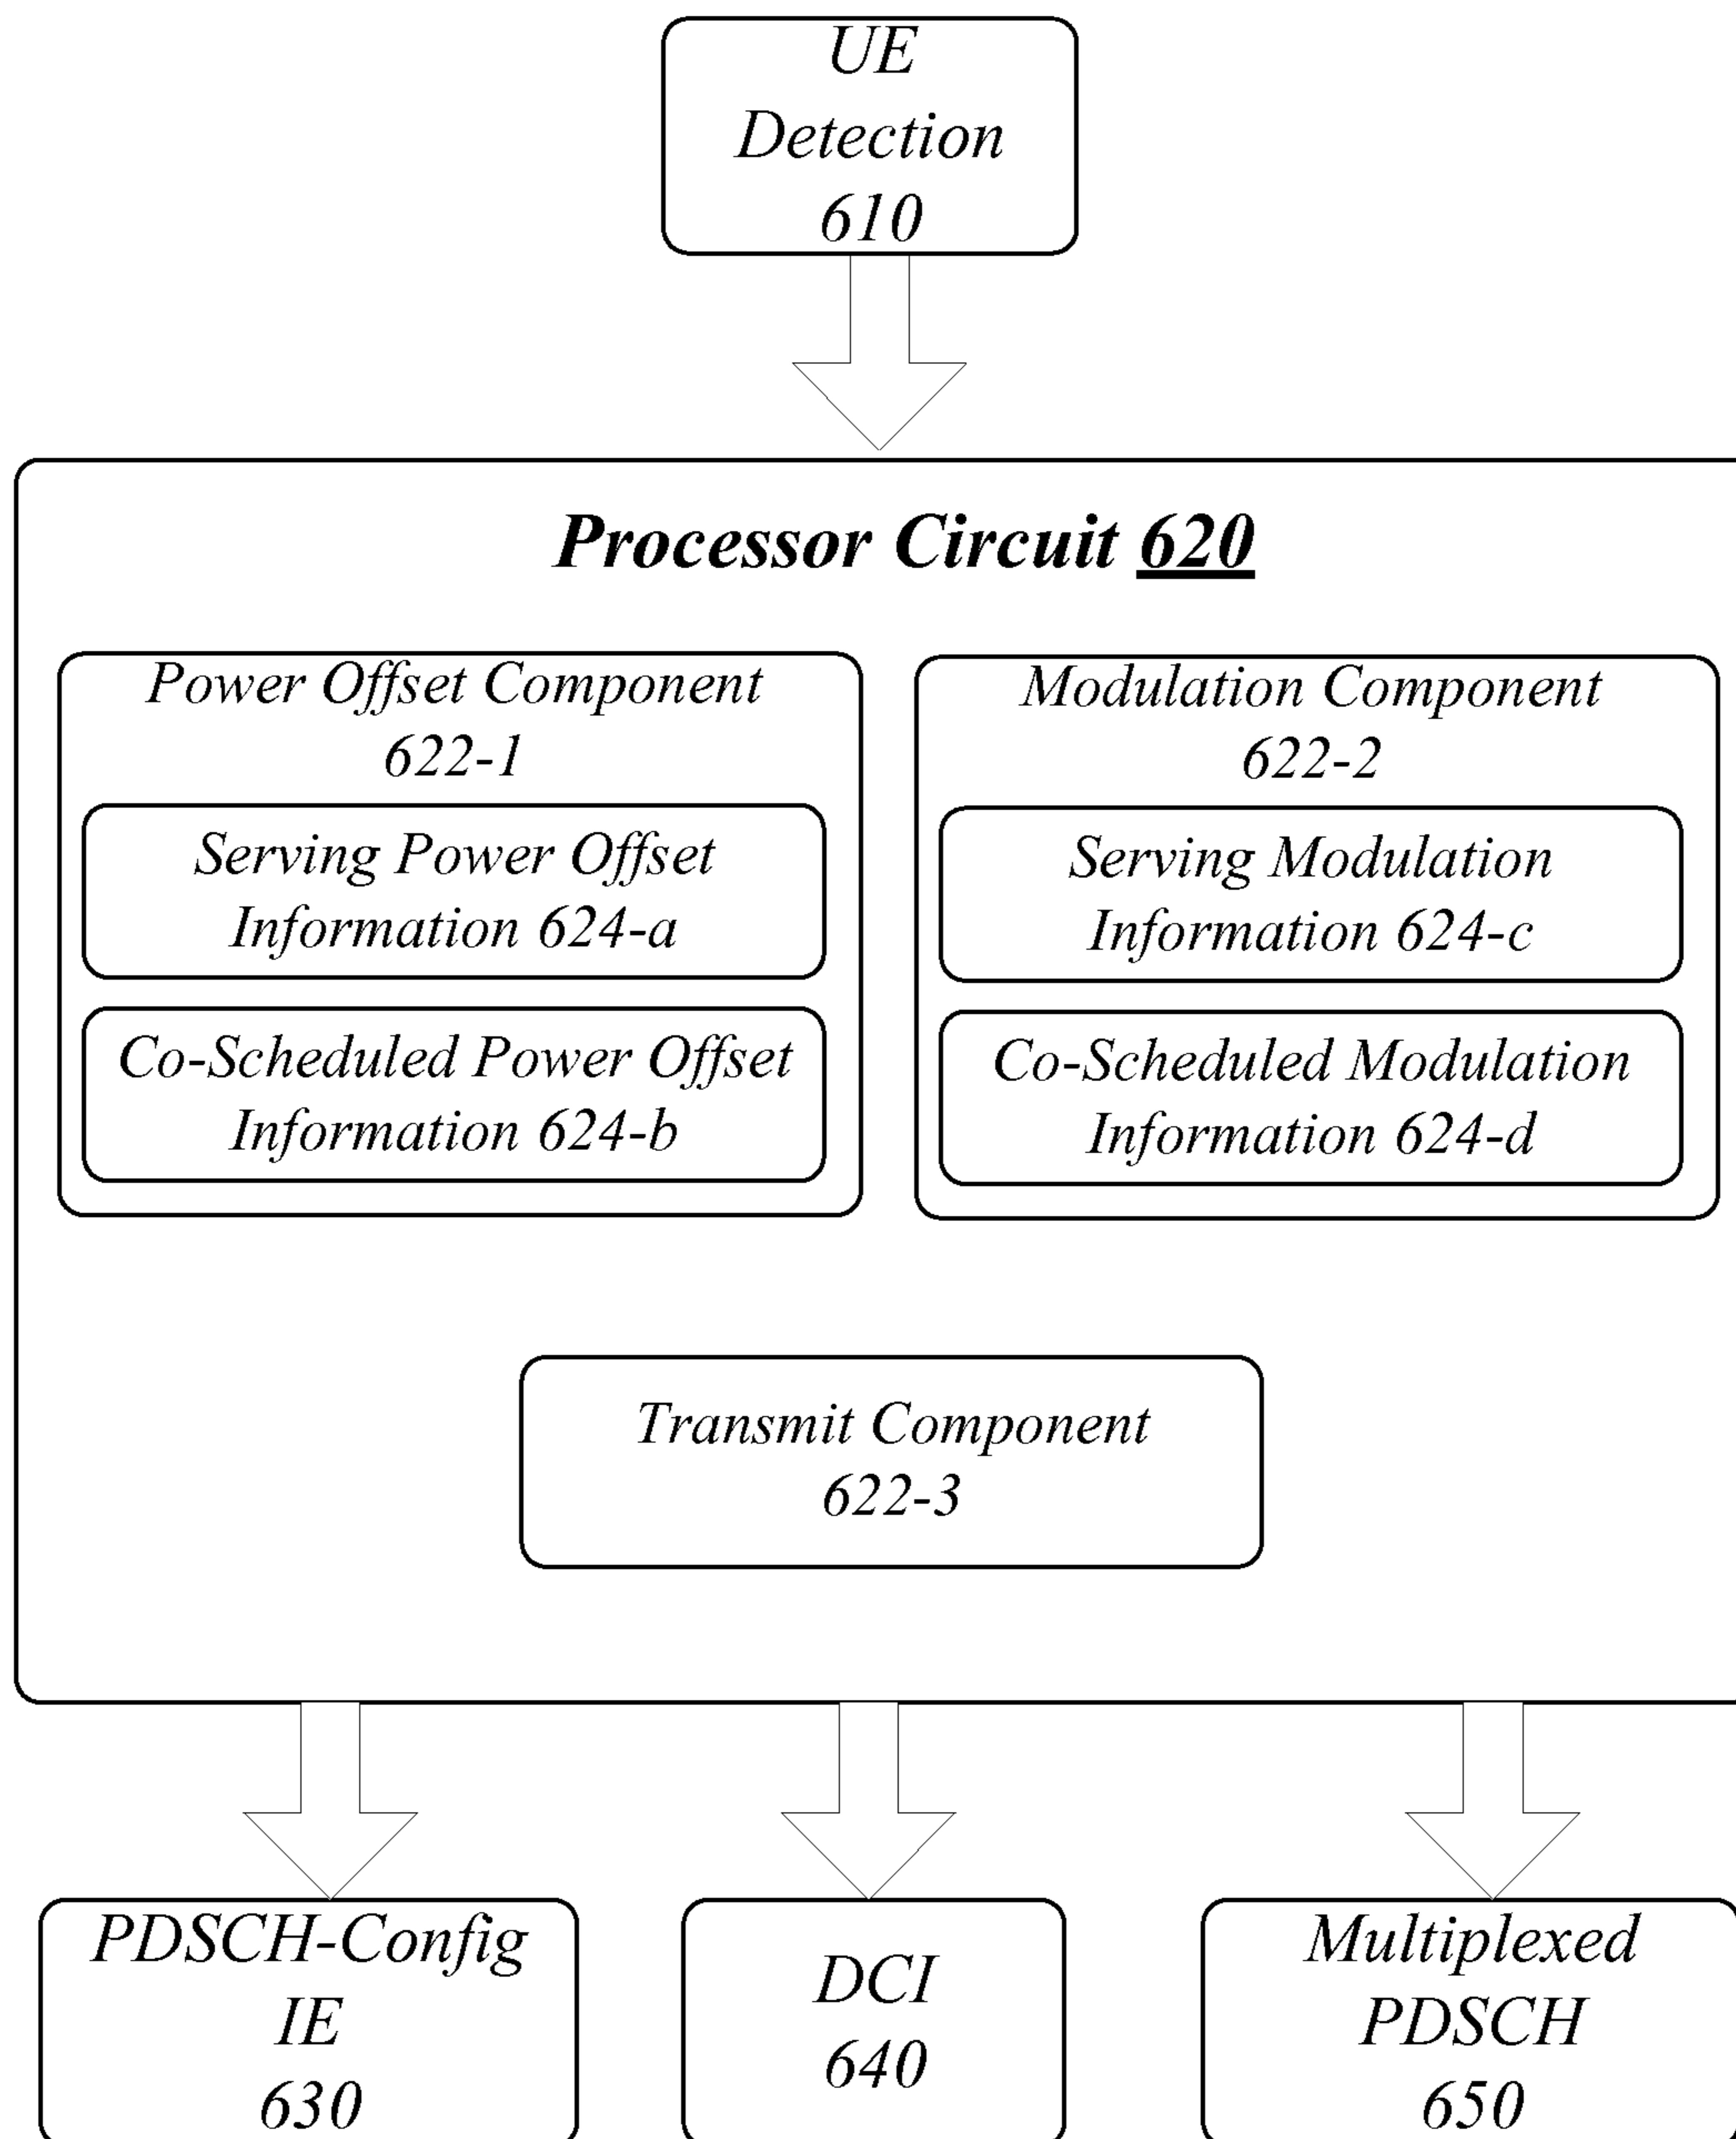 UE
Detection
610
Processor Circuit 620
Power Offset Component
622-1
Serving Power Offset
Information 624-a
Co-Scheduled Power Offset
Information 624-b
Modulation Component
622-2
Serving Modulation
Information 624-c
Co-Scheduled Modulation
Information 624-d
Transmit Component
622-3
PDSCH-Config
IE
630
DCI
640
Multiplexed
PDSCH
650